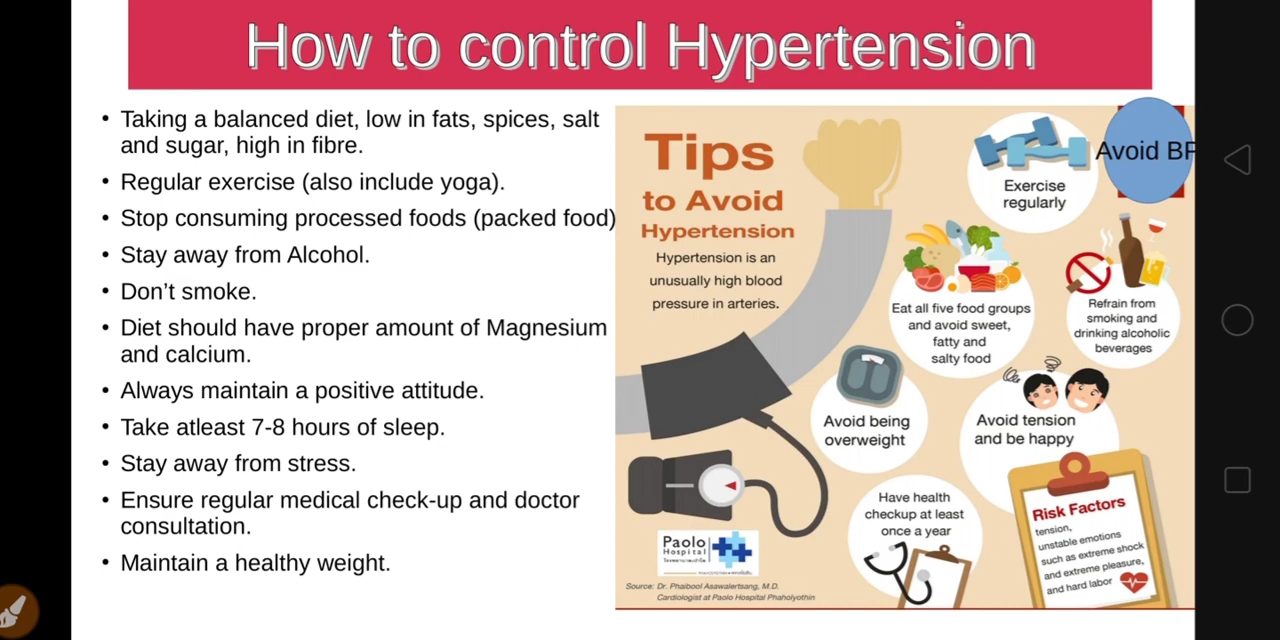 How to control Hypertension
• Taking a balanced diet, low in fats, spices, salt
and sugar, high in fibre.
• Regular exercise (also include yoga).
• Stop consuming processed foods (packed food)
• Stay away from Alcohol.
• Don’t smoke.
• Diet should have proper amount of Magnesium
and calcium.
• Always maintain a positive attitude.
• Take atleast 7-8 hours of sleep.
• Stay away from stress.
• Ensure regular medical check-up and doctor
consultation.
• Maintain a healthy weight.
Tips
to Avoid
Hypertension
Hypertension is an
unusually high blood
pressure in arteries.
Exercise
regularly
Avoid BP
Eat all five food groups
and avoid sweet,
fatty and
salty food
Refrain from
smoking and
drinking alcoholic
beverages
Avoid being
overweight
Avoid tension
and be happy
Have health
checkup at least
once a year
Risk Factors
tension,
unstable emotions
such as extreme shock
and extreme pleasure,
and hard labor
Paolo
Hospital
Source: Dr. Phaibool Asawalertsang, M.D.
Cardiologist at Paolo Hospital Phaholyothin